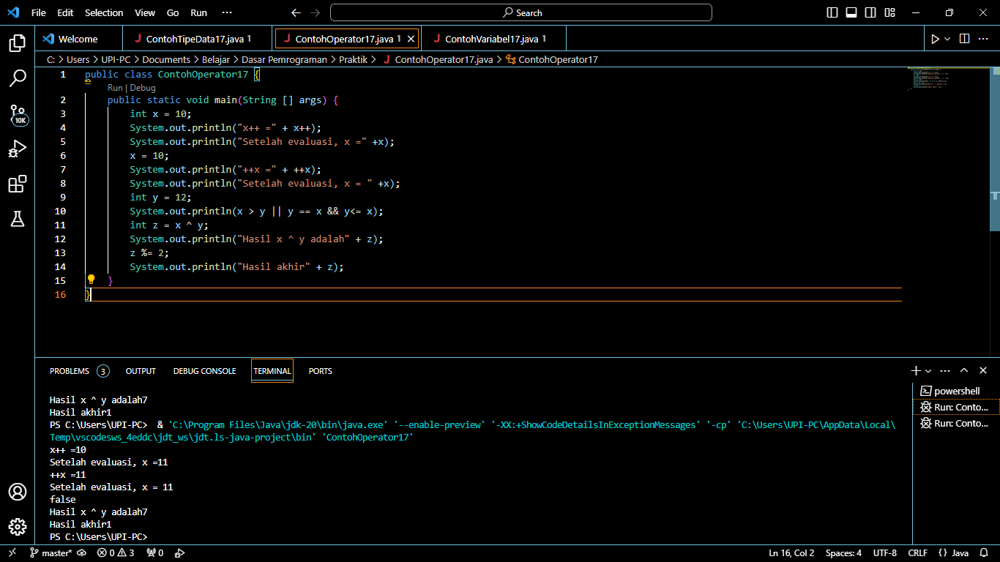 File Edit Selection View Go Run ··· Search
Welcome ContohTipeData17.java 1 ContohOperator17.java 1 ContohVariabel17.java 1
C: > Users > UPI-PC > Documents > Belajar > Dasar Pemrograman > Praktik > ContohOperator17.java > ContohOperator17
1 public class ContohOperator17 {
Run | Debug
2 public static void main(String [] args) {
3 int x = 10;
4 System.out.println("x++ =" + x++);
5 System.out.println("Setelah evaluasi, x =" +x);
6 x = 10;
7 System.out.println("++x =" + ++x);
8 System.out.println("Setelah evaluasi, x = " +x);
9 int y = 12;
10 System.out.println(x > y || y == x && y<= x);
11 int z = x ^ y;
12 System.out.println("Hasil x ^ y adalah" + z);
13 z %= 2;
14 System.out.println("Hasil akhir" + z);
15 }
16 }
10K
PROBLEMS 3 OUTPUT DEBUG CONSOLE TERMINAL PORTS
powershell
Run: Conto...
Run: Conto...
Hasil x ^ y adalah7
Hasil akhir1
PS C:\Users\UPI-PC> & 'C:\Program Files\Java\jdk-20\bin\java.exe' '--enable-preview' '-XX:+ShowCodeDetailsInExceptionMessages' '-cp' 'C:\Users\UPI-PC\AppData\Local\
Temp\vscodesws_4eddc\jdt_ws\jdt.ls-java-project\bin' 'ContohOperator17'
x++ =10
Setelah evaluasi, x =11
++x =11
Setelah evaluasi, x = 11
false
Hasil x ^ y adalah7
Hasil akhir1
PS C:\Users\UPI-PC>
master* 0 3 0 Ln 16, Col 2 Spaces: 4 UTF-8 CRLF {} Java